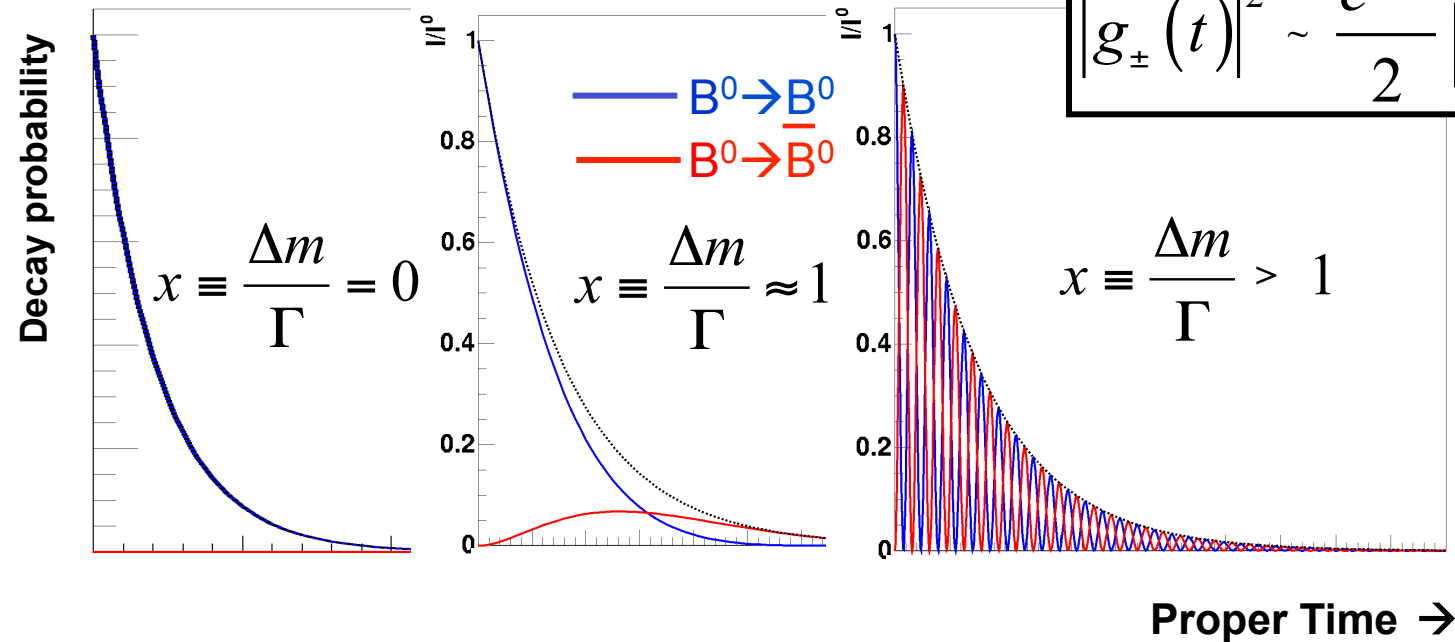 Decay probability
I/I⁰
1
0.8
0.6
0.4
0.2
0
B⁰→B⁰
B⁰→B̅⁰
x ≡ Δm/Γ = 0
x ≡ Δm/Γ ≈ 1
I/I⁰
1
0.8
0.6
0.4
0.2
0
x ≡ Δm/Γ > 1
|g±(t)|² ~ e/2
Proper Time →